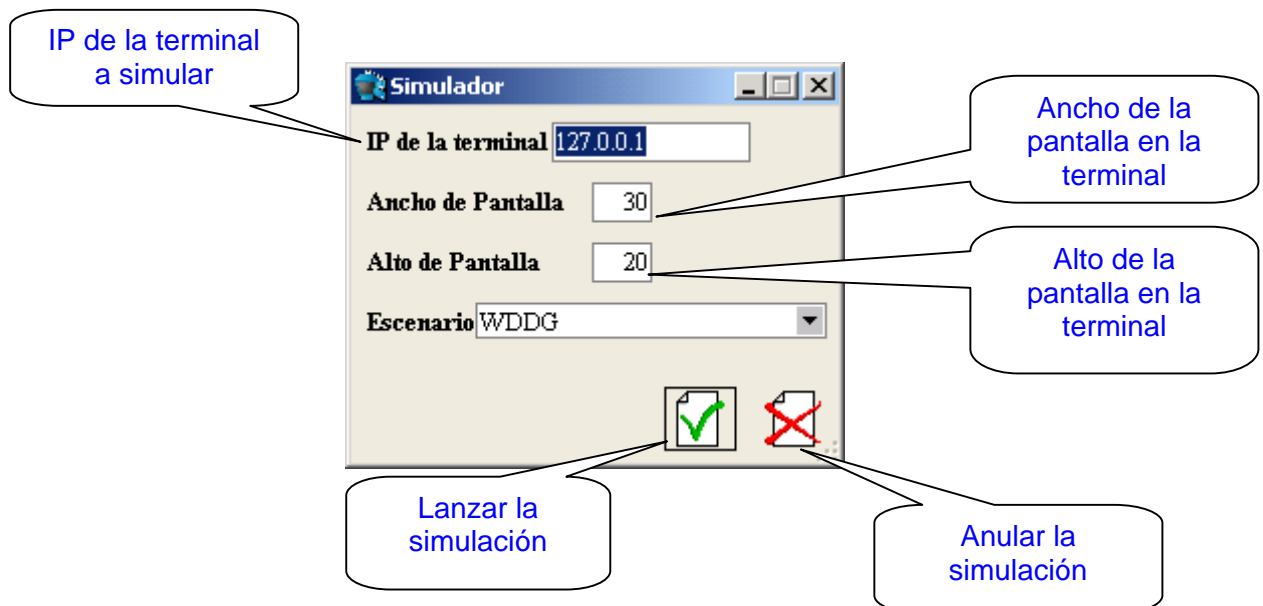 IP de la terminal
a simular
Simulador
IP de la terminal 127.0.0.1
Ancho de la
pantalla en la
terminal
Ancho de Pantalla 30
Alto de Pantalla 20
Alto de la
pantalla en la
terminal
Escenario WDDG
Lanzar la
simulación
Anular la
simulación